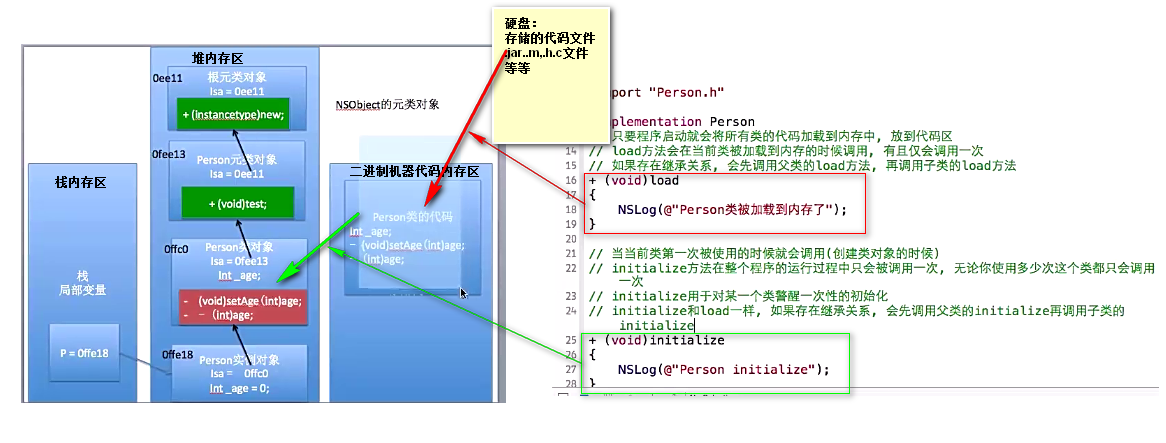 硬盘：
存储的代码文件
jar..m,.h.c文件
等等
堆内存区
0ee11
根元类对象
Isa = 0ee11
+ (instancetype)new;
NSObject的元类对象
0fee13
Person元类对象
Isa = 0ee11
+ (void)test;
栈内存区
二进制机器代码内存区
Person类的代码
int _age;
- (void)setAge (int)age;
(int)age;
0ffc0
Person类对象
Isa = 0fee13
Int _age;
- (void)setAge (int)age;
- - (int)age;
栈
局部变量
P = 0ffe18
0ffe18
Person实例对象
Isa = 0ffc0
Int _age = 0;
port "Person.h"
plementation Person
只要程序启动就会将所有类的代码加载到内存中, 放到代码区
14 // load方法会在当前类被加载到内存的时候调用, 有且仅会调用一次
15 // 如果存在继承关系, 会先调用父类的load方法, 再调用子类的load方法
16 + (void)load
17 {
18 NSLog(@"Person类被加载到内存了");
19 }
20
21 // 当当前类第一次被使用的时候就会调用(创建类对象的时候)
22 // initialize方法在整个程序的运行过程中只会被调用一次, 无论你使用多少次这个类都只会调用
一次
23 // initialize用于对某一个类警醒一次性的初始化
24 // initialize和load一样, 如果存在继承关系, 会先调用父类的initialize再调用子类的
initialize
25 + (void)initialize
26 {
27 NSLog(@"Person initialize");
28 }